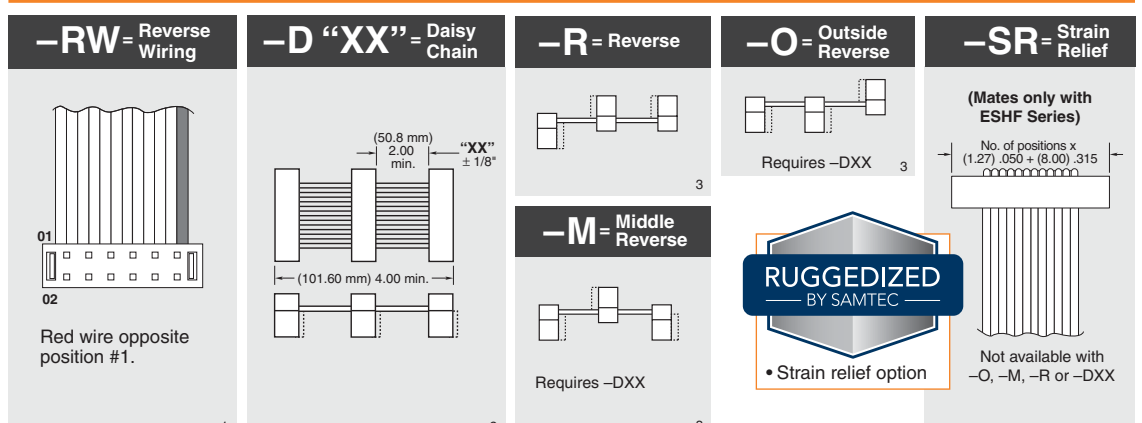 –RW = Reverse Wiring
01
02
Red wire opposite
position #1.
–D “XX” = Daisy Chain
(50.8 mm)
2.00
min.
“XX”
± 1/8"
(101.60 mm) 4.00 min.
–R = Reverse
3
–M = Middle Reverse
Requires –DXX
–O = Outside Reverse
Requires –DXX
3
RUGGEDIZED
BY SAMTEC
• Strain relief option
–SR = Strain Relief
(Mates only with
ESHF Series)
No. of positions x
(1.27) .050 + (8.00) .315
Not available with
–O, –M, –R or –DXX